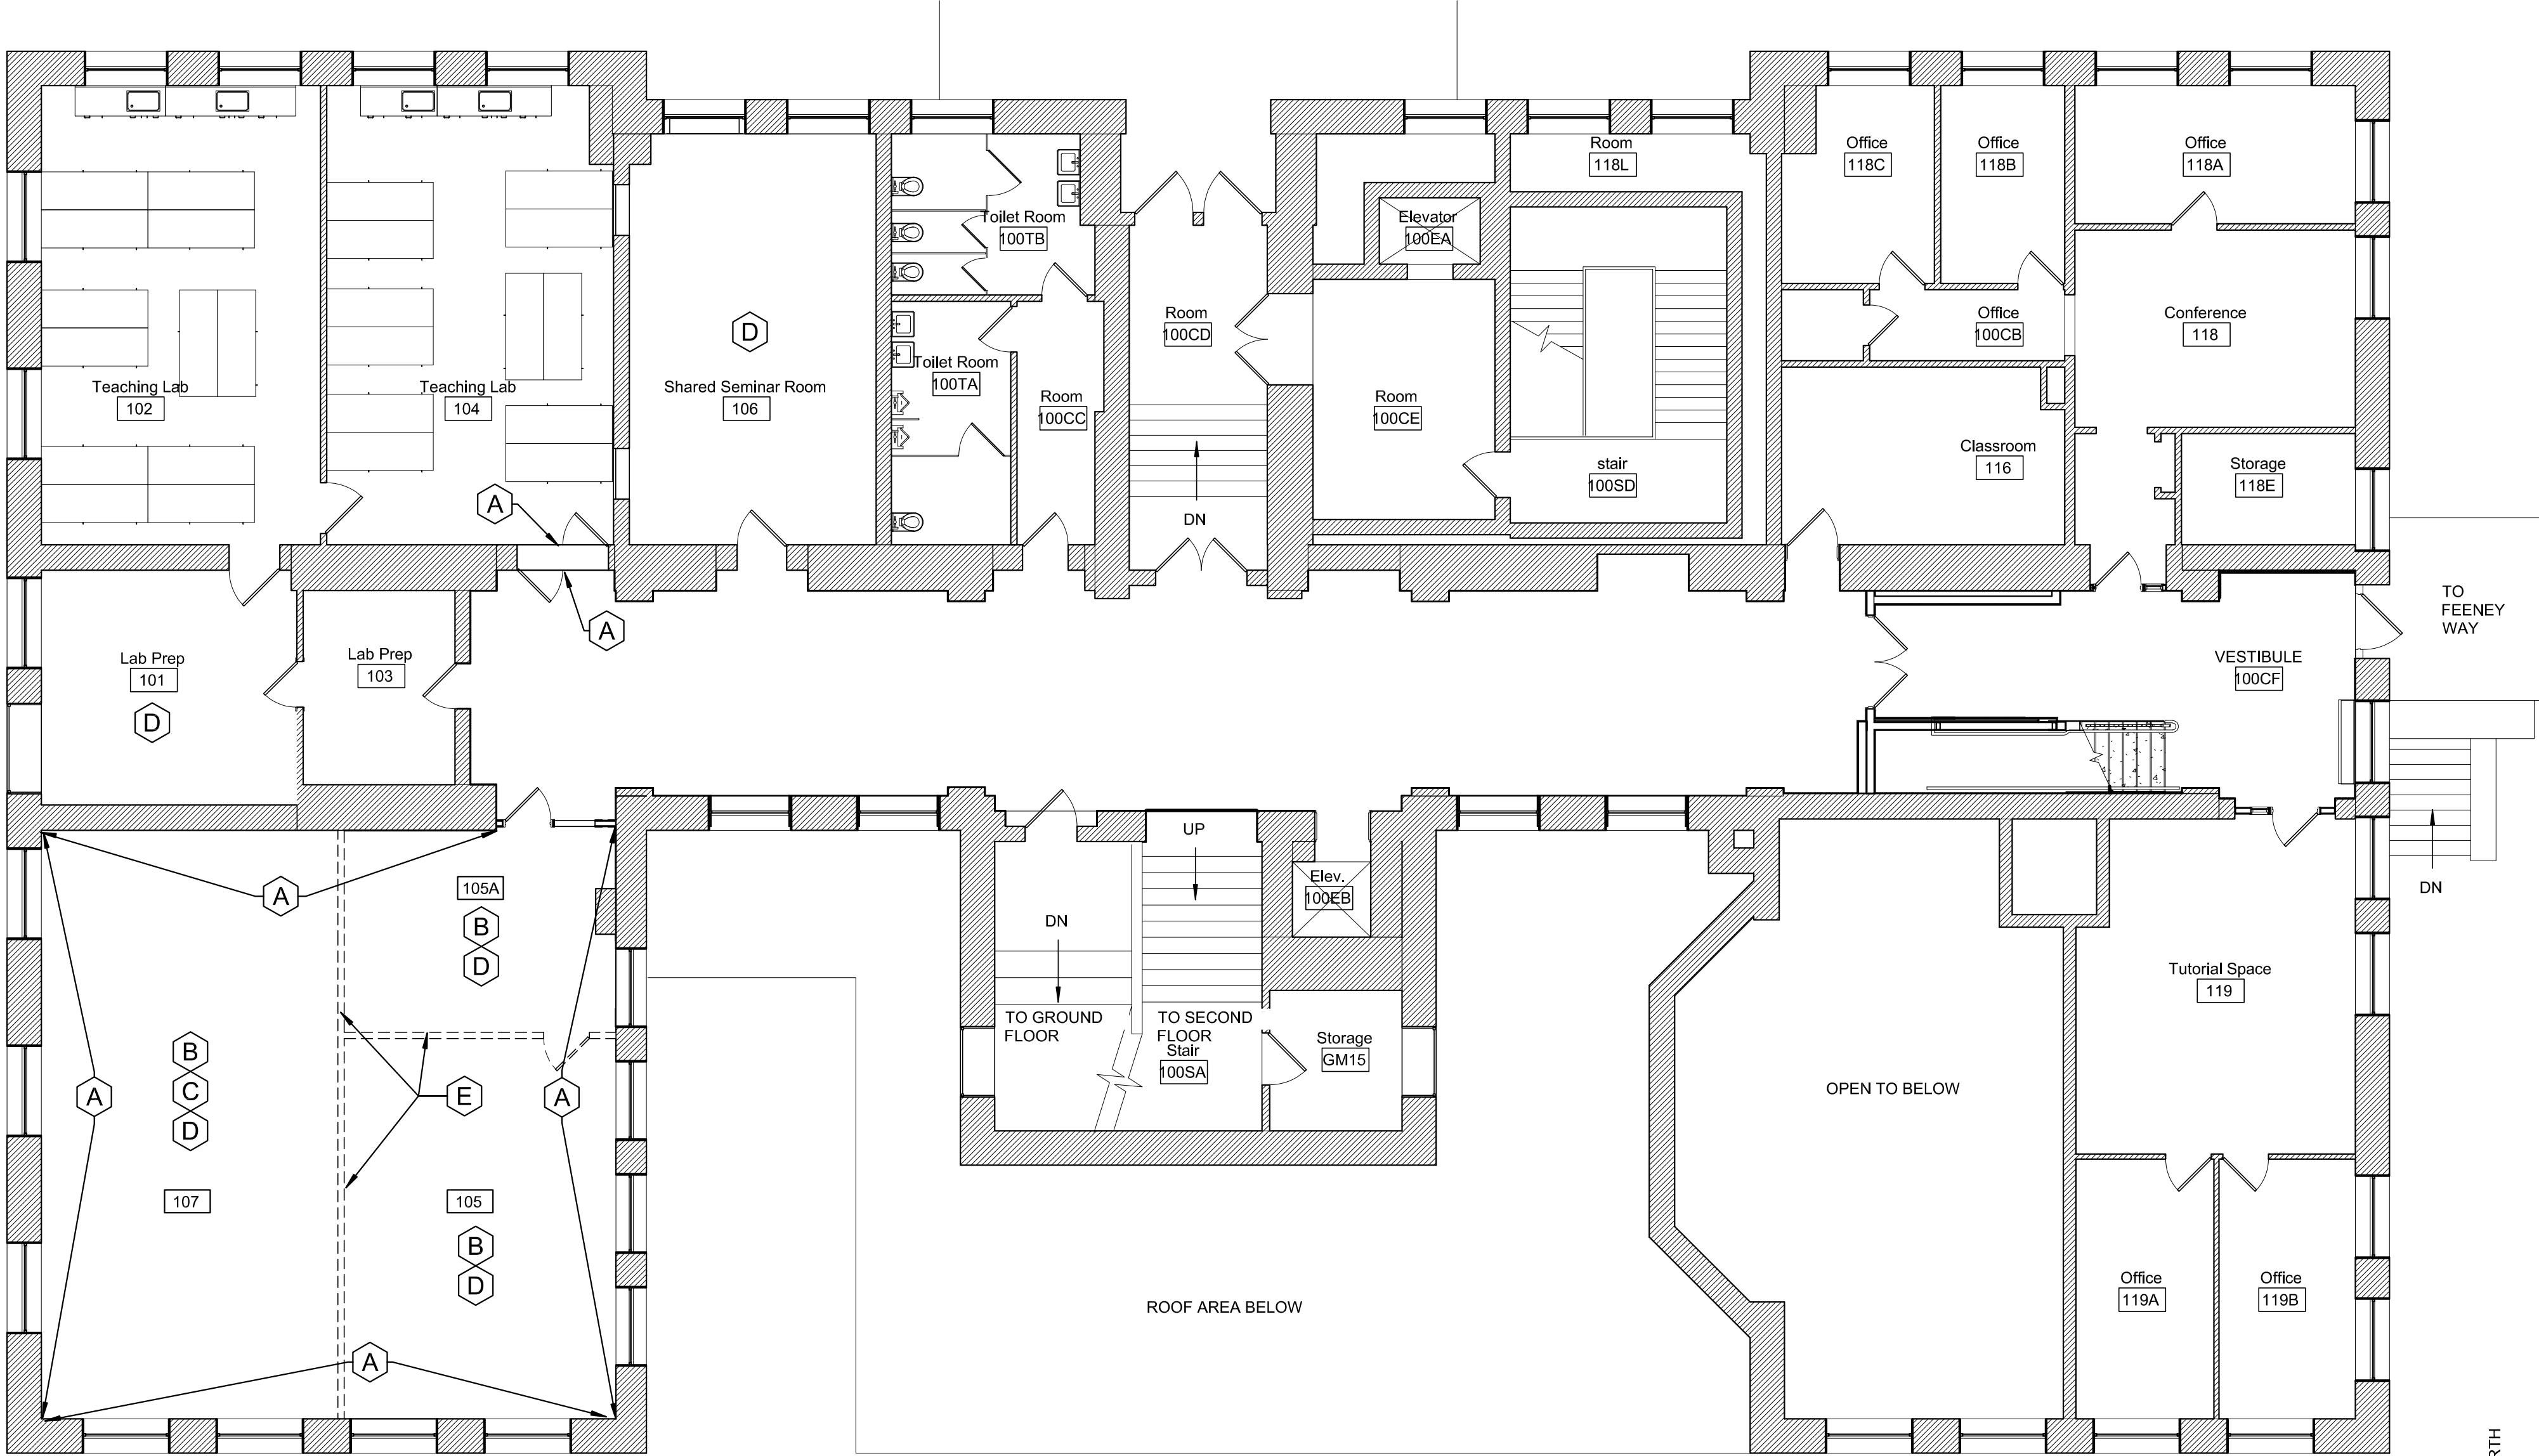 Office
118C
Office
118B
Office
118A
Room
118L
Elevator
100EA
Toilet Room
100TB
Room
100CD
Office
100CB
Conference
118
D
Toilet Room
100TA
Teaching Lab
102
Teaching Lab
104
Shared Seminar Room
106
Room
100CC
Room
100CE
Classroom
116
stair
100SD
Storage
118E
A
DN
A
TO
FEENEY
WAY
Lab Prep
101
Lab Prep
103
VESTIBULE
100CF
D
UP
A
105A
B
D
DN
Elev.
100EB
DN
Tutorial Space
119
TO GROUND
FLOOR
TO SECOND
FLOOR
Stair
100SA
Storage
GM15
B
C
D
A
E
A
OPEN TO BELOW
107
105
B
D
Office
119A
Office
119B
ROOF AREA BELOW
A